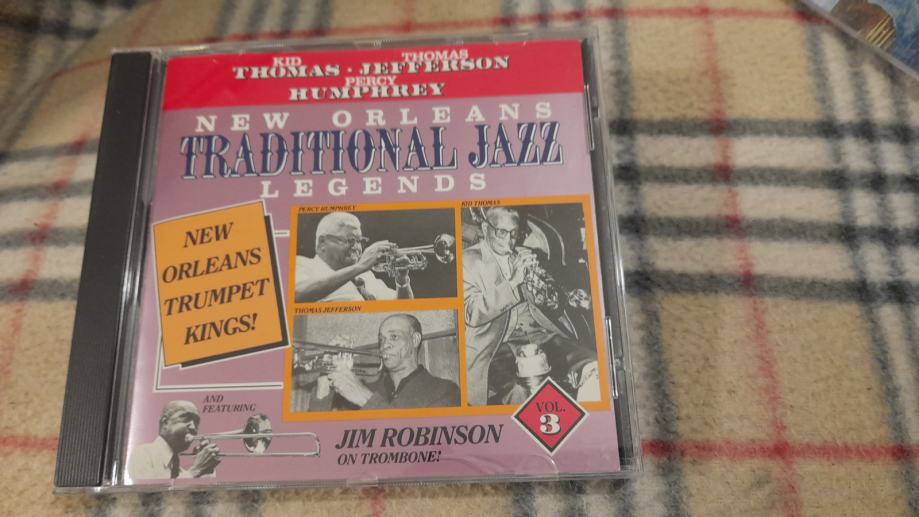 KID THOMAS · THOMAS JEFFERSON
PERCY HUMPHREY
NEW ORLEANS
TRADITIONAL JAZZ
LEGENDS
NEW
ORLEANS
TRUMPET
KINGS!
PERCY HUMPHREY
KID THOMAS
THOMAS JEFFERSON
AND
FEATURING
JIM ROBINSON
ON TROMBONE!
VOL.
3